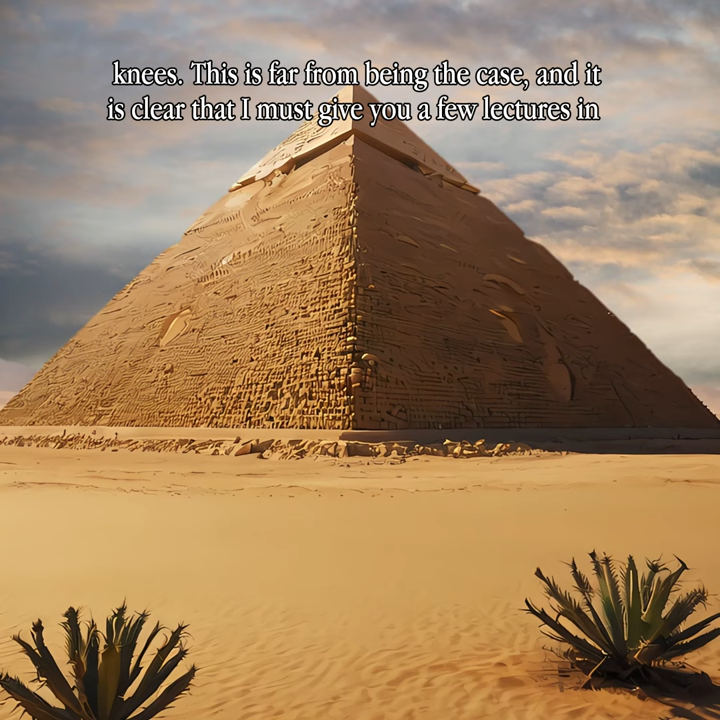 knees. This is far from being the case, and it
is clear that I must give you a few lectures in